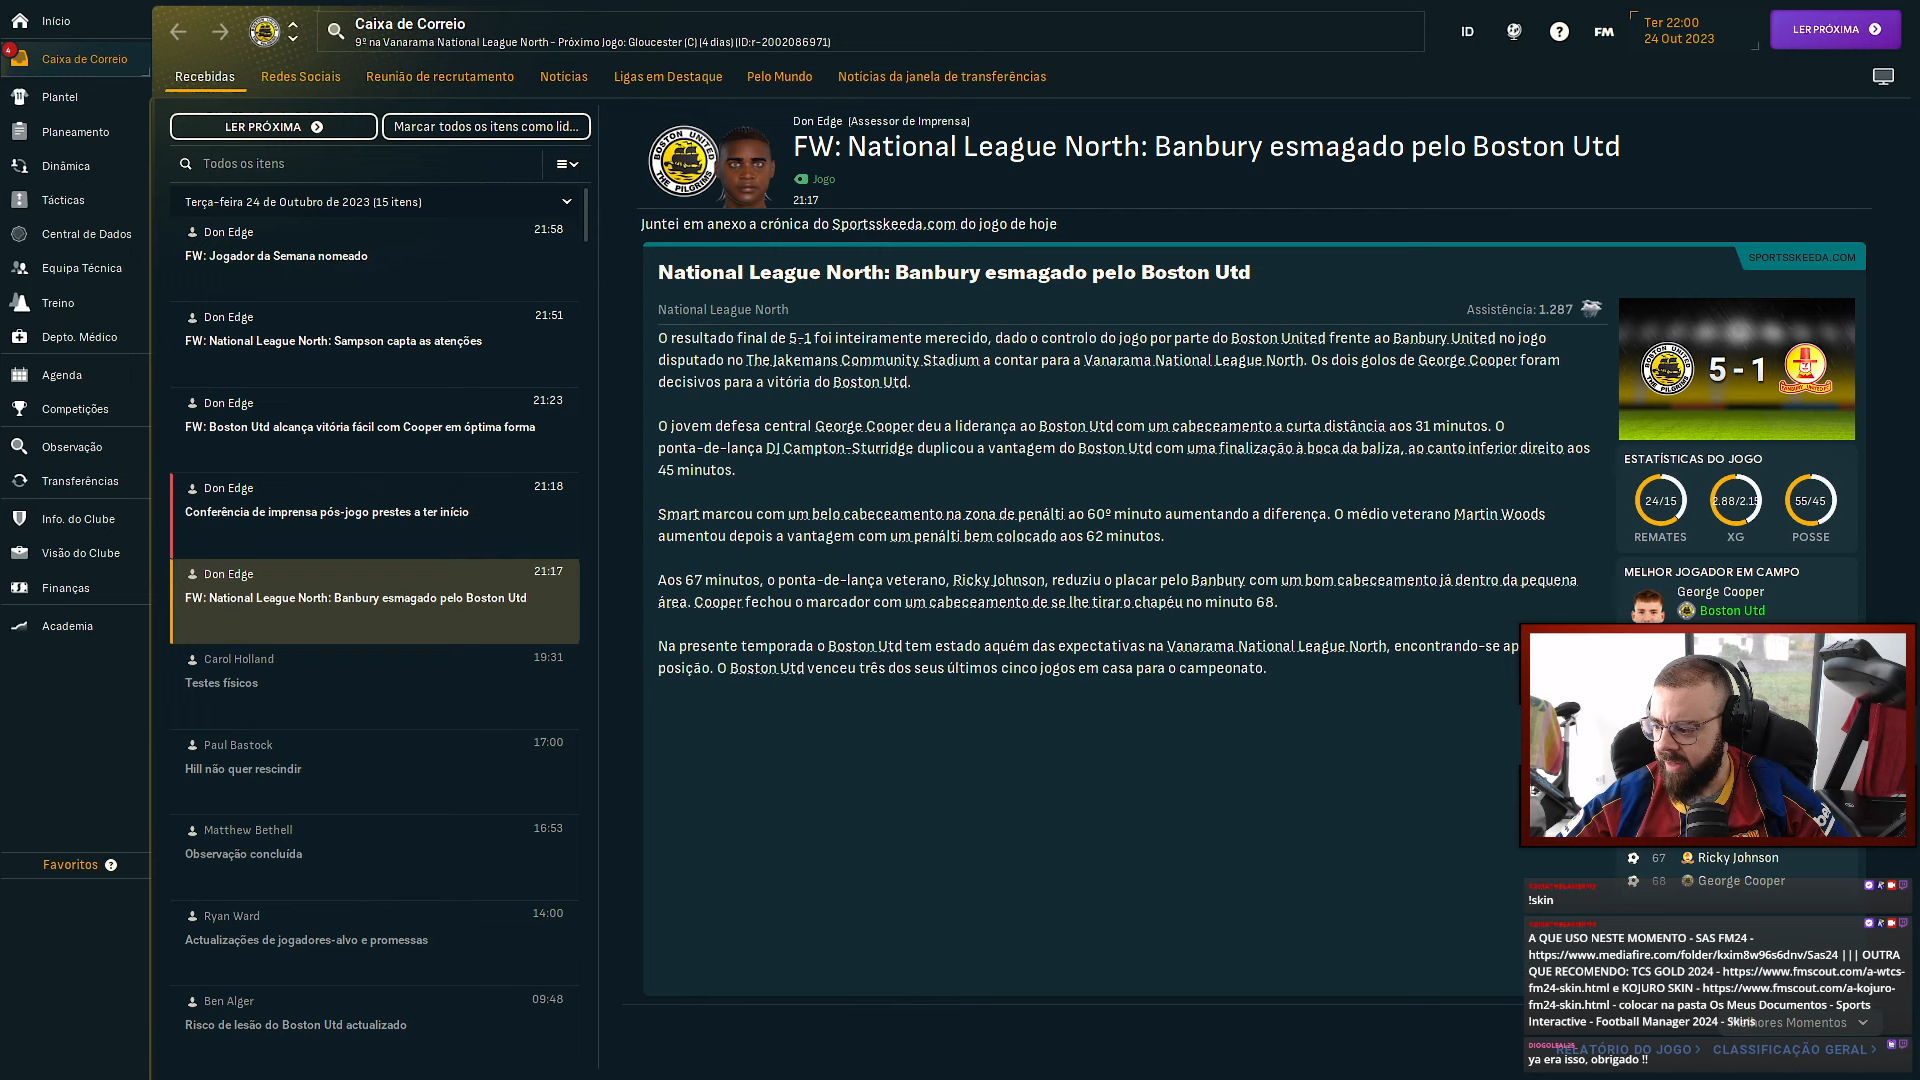 Início
4
Caixa de Correio
Plantel
Planeamento
Dinâmica
Tácticas
Central de Dados
Equipa Técnica
Treino
Depto. Médico
Agenda
Competições
Observação
Transferências
Info. do Clube
Visão do Clube
Finanças
Academia
Favoritos ?
Caixa de Correio
9º na Vanarama National League North - Próximo Jogo: Gloucester (C) (4 dias) (ID:r-2002086971)
ID
?
FM
Ter 22:00
24 Out 2023
LER PRÓXIMA
Recebidas
Redes Sociais
Reunião de recrutamento
Notícias
Ligas em Destaque
Pelo Mundo
Notícias da janela de transferências
LER PRÓXIMA
Marcar todos os itens como lid...
Todos os itens
Terça-feira 24 de Outubro de 2023 (15 itens)
Don Edge 21:58
FW: Jogador da Semana nomeado
Don Edge 21:51
FW: National League North: Sampson capta as atenções
Don Edge 21:23
FW: Boston Utd alcança vitória fácil com Cooper em óptima forma
Don Edge 21:18
Conferência de imprensa pós-jogo prestes a ter início
Don Edge 21:17
FW: National League North: Banbury esmagado pelo Boston Utd
Carol Holland 19:31
Testes físicos
Paul Bastock 17:00
Hill não quer rescindir
Matthew Bethell 16:53
Observação concluída
Ryan Ward 14:00
Actualizações de jogadores-alvo e promessas
Ben Alger 09:48
Risco de lesão do Boston Utd actualizado
BOSTON UNITED
THE PILGRIMS
Don Edge (Assessor de Imprensa)
FW: National League North: Banbury esmagado pelo Boston Utd
Jogo
21:17
Juntei em anexo a crónica do Sportsskeeda.com do jogo de hoje
SPORTSSKEEDA.COM
National League North: Banbury esmagado pelo Boston Utd
National League North
Assistência: 1.287
O resultado final de 5-1 foi inteiramente merecido, dado o controlo do jogo por parte do Boston United frente ao Banbury United no jogo
disputado no The Jakemans Community Stadium a contar para a Vanarama National League North. Os dois golos de George Cooper foram
decisivos para a vitória do Boston Utd.
O jovem defesa central George Cooper deu a liderança ao Boston Utd com um cabeceamento a curta distância aos 31 minutos. O
ponta-de-lança DJ Campton-Sturridge duplicou a vantagem do Boston Utd com uma finalização à boca da baliza, ao canto inferior direito aos
45 minutos.
Smart marcou com um belo cabeceamento na zona de penálti ao 60º minuto aumentando a diferença. O médio veterano Martin Woods
aumentou depois a vantagem com um penálti bem colocado aos 62 minutos.
Aos 67 minutos, o ponta-de-lança veterano, Ricky Johnson, reduziu o placar pelo Banbury com um bom cabeceamento já dentro da pequena
área. Cooper fechou o marcador com um cabeceamento de se lhe tirar o chapéu no minuto 68.
Na presente temporada o Boston Utd tem estado aquém das expectativas na Vanarama National League North, encontrando-se ap
posição. O Boston Utd venceu três dos seus últimos cinco jogos em casa para o campeonato.
5 - 1
ESTATÍSTICAS DO JOGO
24/15
2.88/2.15
55/45
REMATES
XG
POSSE
MELHOR JOGADOR EM CAMPO
George Cooper
Boston Utd
67 Ricky Johnson
68 George Cooper
!skin
A QUE USO NESTE MOMENTO - SAS FM24 -
https://www.mediafire.com/folder/kxim8w96s6dnv/Sas24 ||| OUTRA
QUE RECOMENDO: TCS GOLD 2024 - https://www.fmscout.com/a-wtcs-
fm24-skin.html e KOJURO SKIN - https://www.fmscout.com/a-kojuro-
fm24-skin.html - colocar na pasta Os Meus Documentos - Sports
Interactive - Football Manager 2024 - Skins
Melhores Momentos
DIOGOLEAL25
ya era isso, obrigado !!
RELATÓRIO DO JOGO
CLASSIFICAÇÃO GERAL